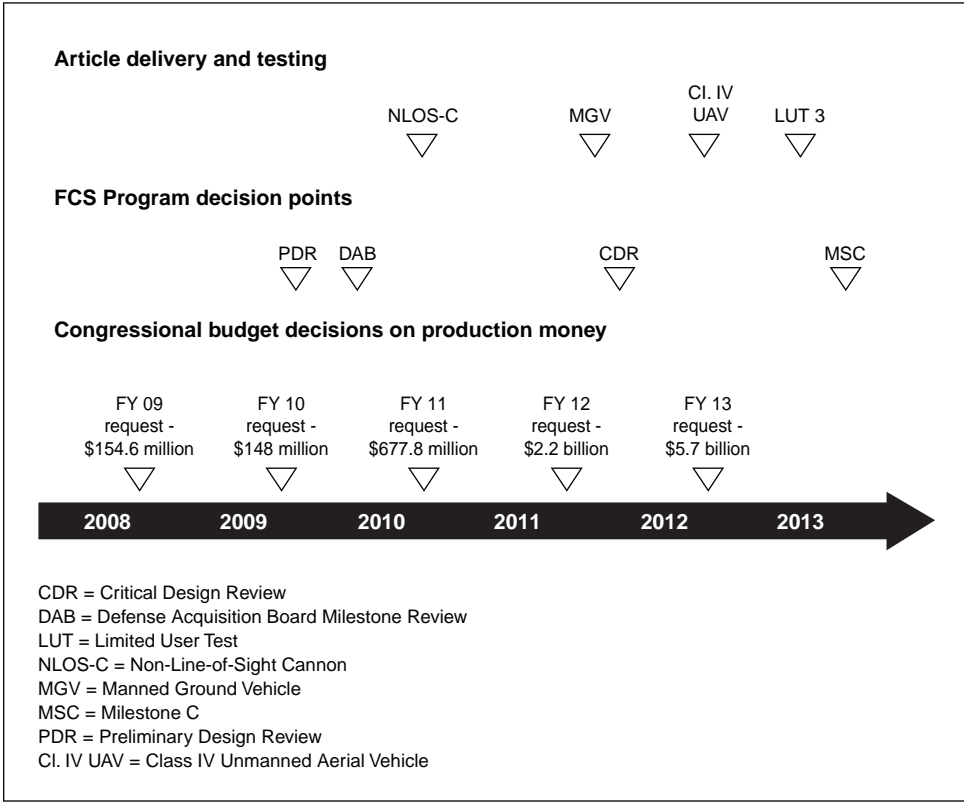 Article delivery and testing
NLOS-C
MGV
Cl. IV
UAV
LUT 3
FCS Program decision points
PDR
DAB
CDR
MSC
Congressional budget decisions on production money
FY 09
request -
$154.6 million
FY 10
request -
$148 million
FY 11
request -
$677.8 million
FY 12
request -
$2.2 billion
FY 13
request -
$5.7 billion
2008
2009
2010
2011
2012
2013
CDR = Critical Design Review
DAB = Defense Acquisition Board Milestone Review
LUT = Limited User Test
NLOS-C = Non-Line-of-Sight Cannon
MGV = Manned Ground Vehicle
MSC = Milestone C
PDR = Preliminary Design Review
Cl. IV UAV = Class IV Unmanned Aerial Vehicle